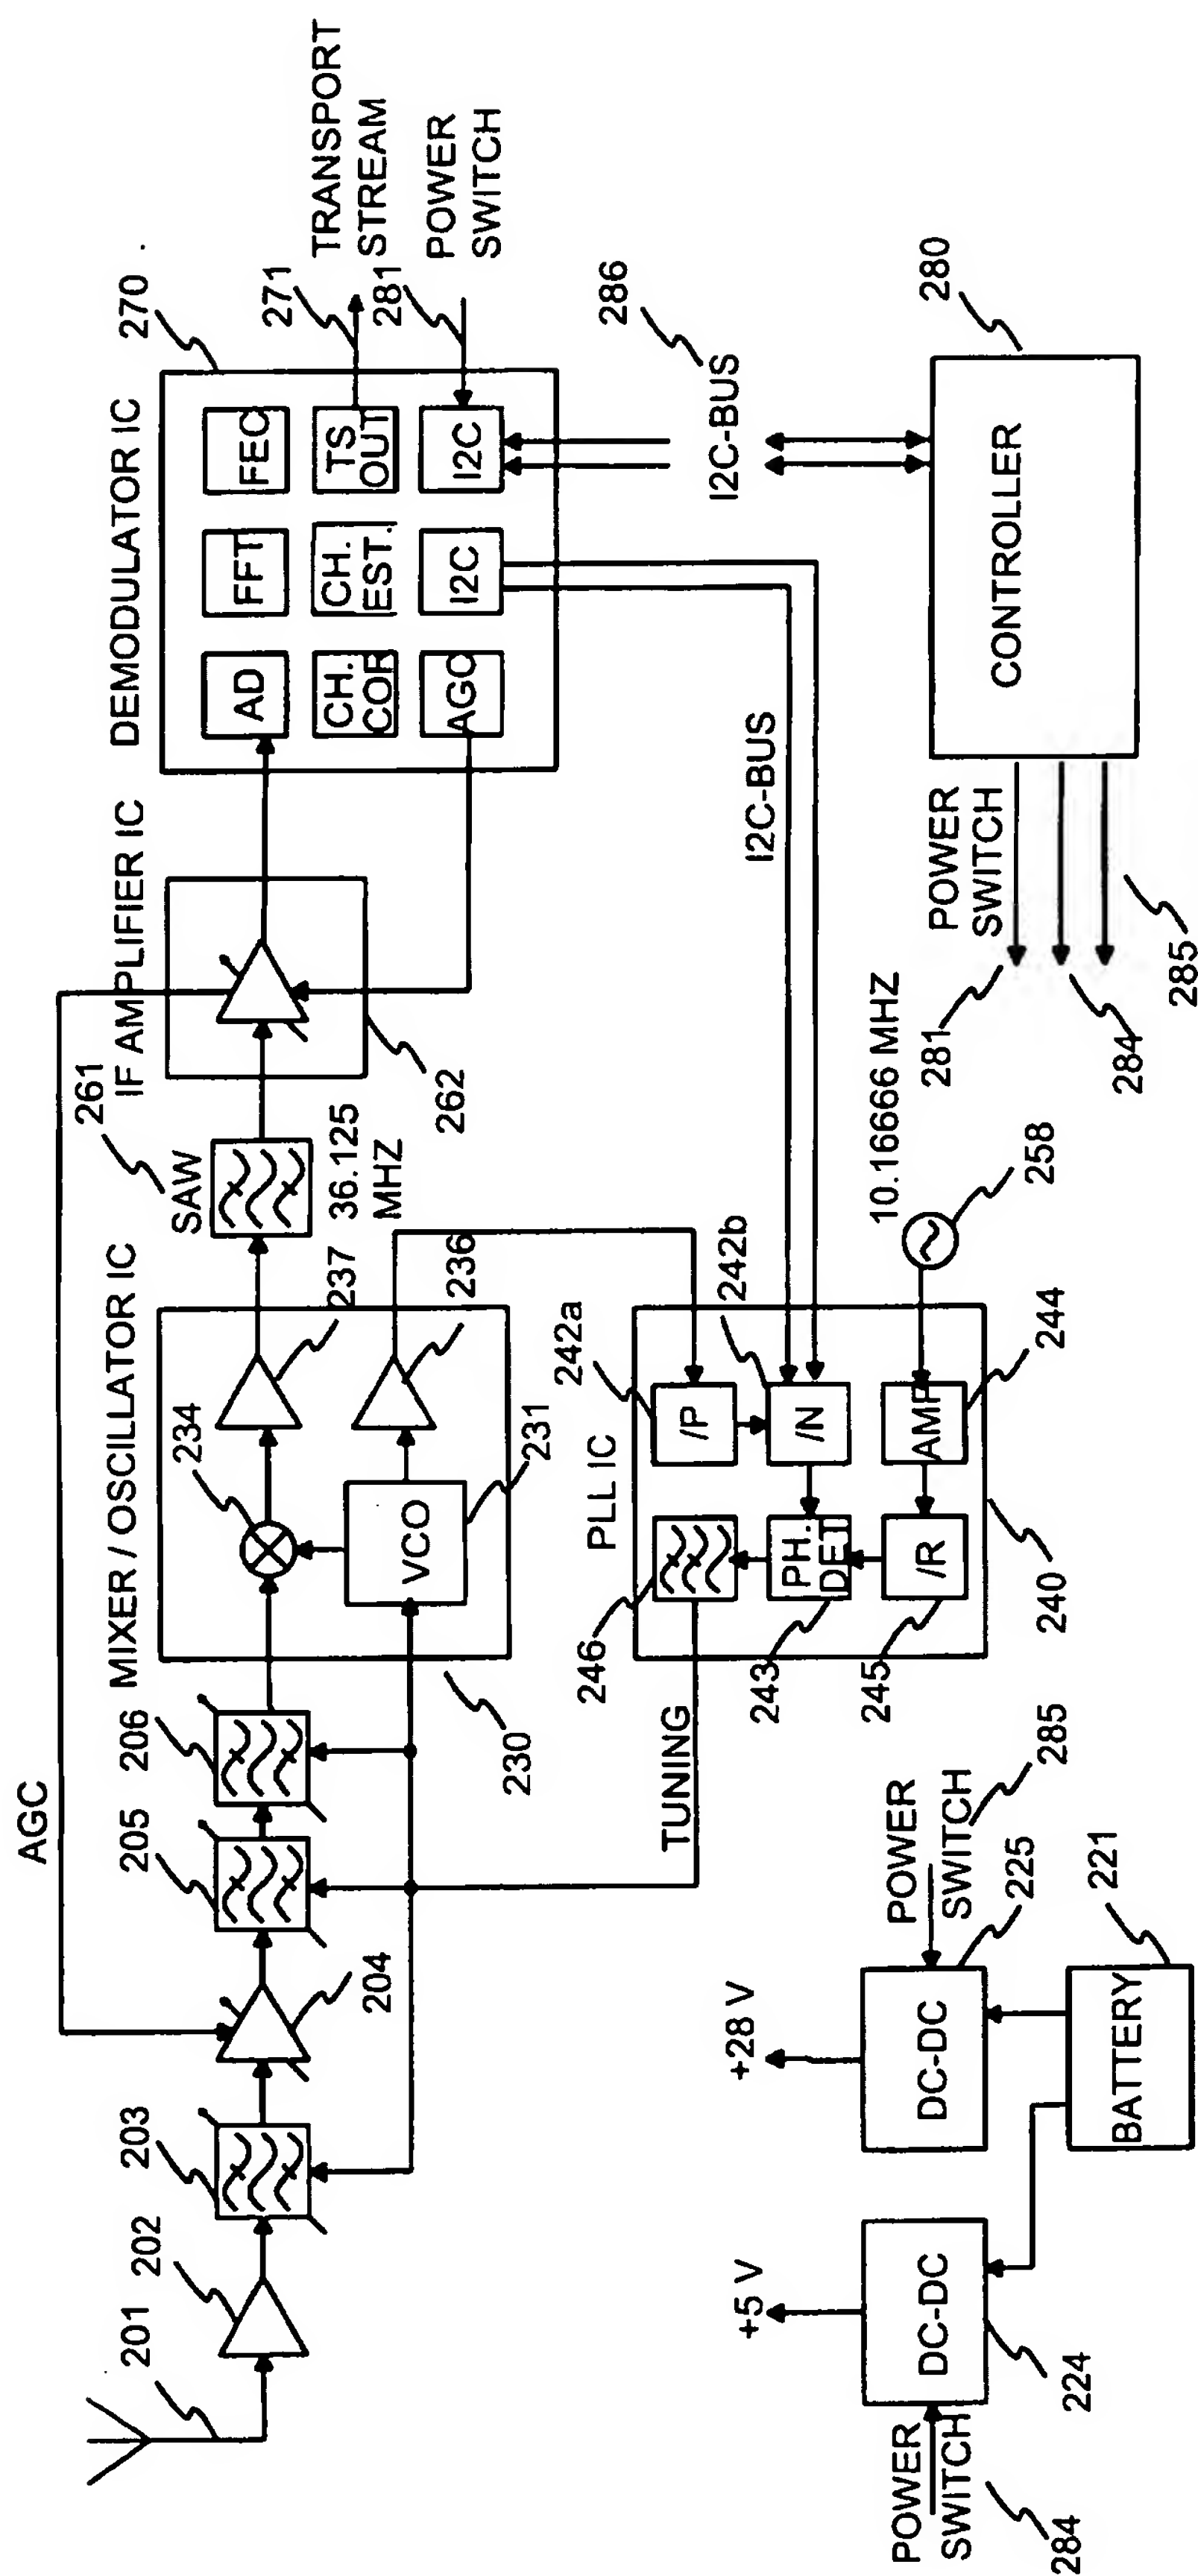 AGC
201
202
203
204
205
206
MIXER / OSCILLATOR IC
234
237
VCO
236
231
230
261
SAW
36.125
MHZ
IF AMPLIFIER IC
262
DEMODULATOR IC
270
AD
FFT
FEC
CH.
COR
CH.
EST.
TS
OUT
AGC
I2C
I2C
271
TRANSPORT
STREAM
281
POWER
SWITCH
TUNING
PLL IC
242a
242b
246
/P
PH.
DET
/N
243
/R
AMP
245
244
240
10.16666 MHZ
258
I2C-BUS
I2C-BUS
286
CONTROLLER
280
POWER
SWITCH
281
284
285
+5 V
+28 V
DC-DC
DC-DC
POWER
SWITCH
284
224
POWER
SWITCH
285
225
BATTERY
221